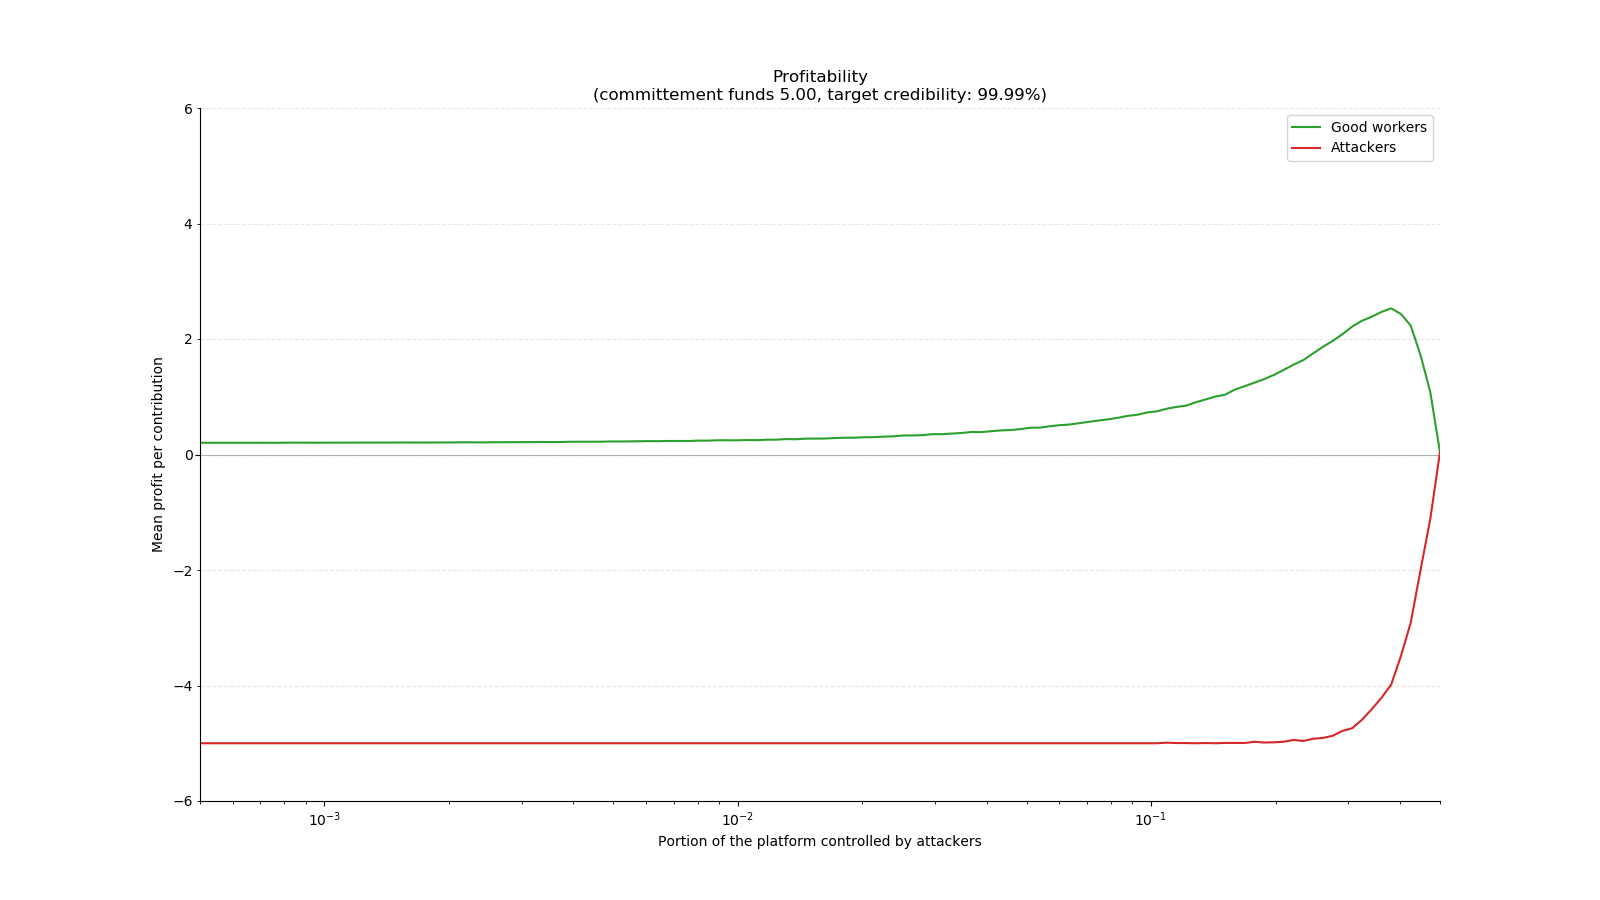 Profitability
(committement funds 5.00, target credibility: 99.99%)
Good workers
Attackers
6
4
2
0
−2
−4
−6
Mean profit per contribution
10⁻³ 10⁻² 10⁻¹
Portion of the platform controlled by attackers